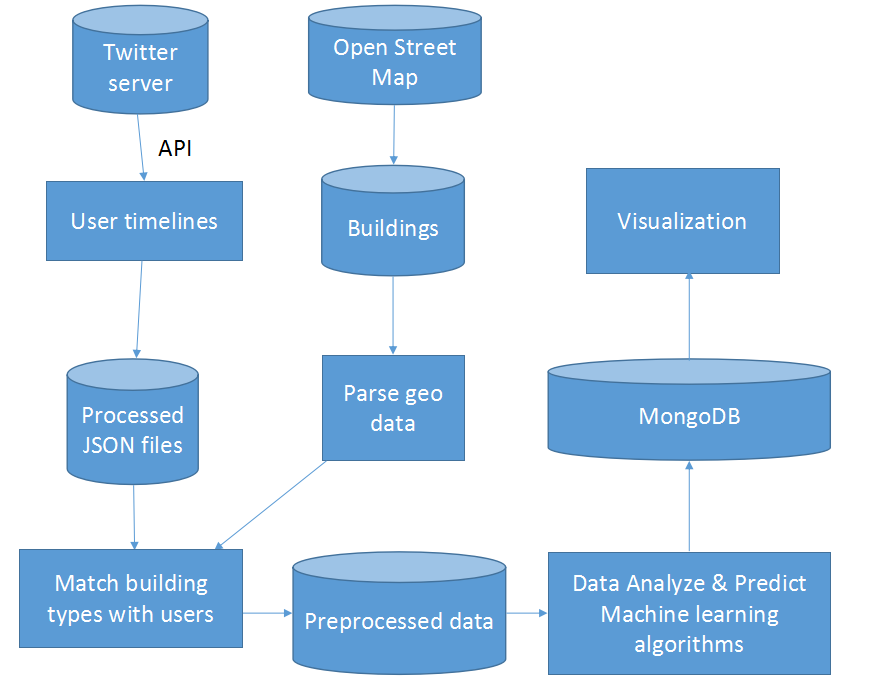 Twitter
server
Open Street
Map
API
User timelines
Buildings
Visualization
Processed
JSON files
Parse geo
data
MongoDB
Match building
types with users
Preprocessed data
Data Analyze & Predict
Machine learning
algorithms